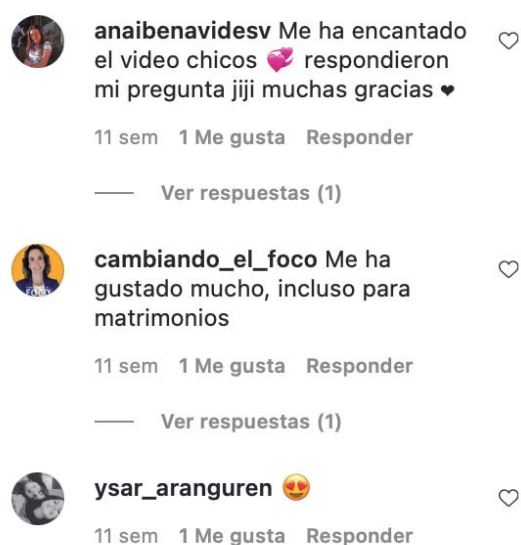 anaibenavidesv Me ha encantado
el video chicos 💞 respondieron
mi pregunta jiji muchas gracias ❤
11 sem 1 Me gusta Responder
Ver respuestas (1)
cambiando_el_foco Me ha
gustado mucho, incluso para
matrimonios
11 sem 1 Me gusta Responder
Ver respuestas (1)
ysar_aranguren 😍
11 sem 1 Me gusta Responder